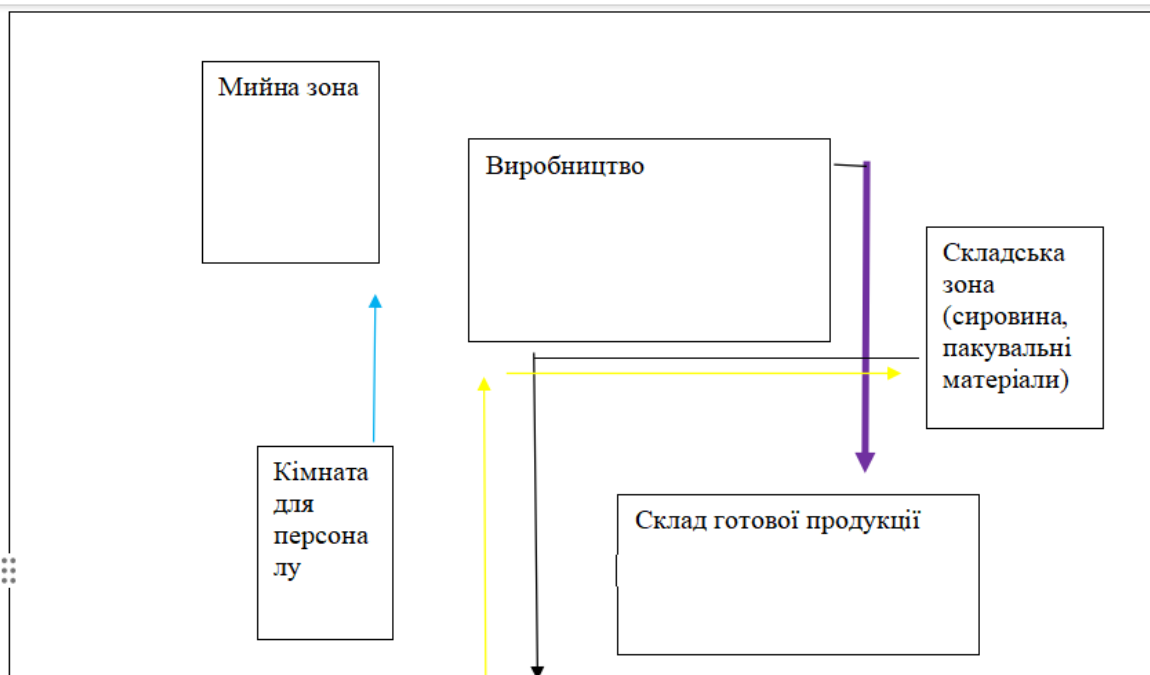 Мийна зона
Виробництво
Складська
зона
(сировина,
пакувальні
матеріали)
Кімната
для
персона
лу
Склад готової продукції